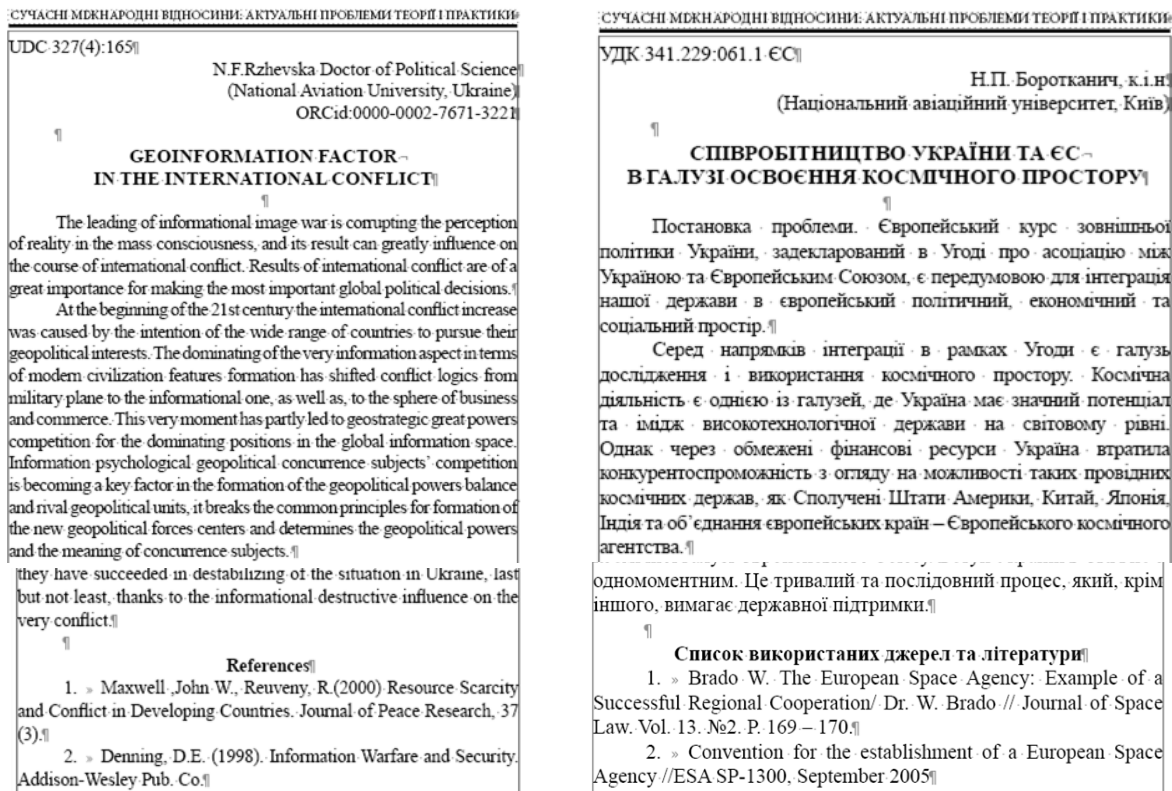 СУЧАСНІ МІЖНАРОДНІ ВІДНОСИНИ: АКТУАЛЬНІ ПРОБЛЕМИ ТЕОРІЇ І ПРАКТИКИ
UDC 327(4):165
N.F.Rzhevska Doctor of Political Science
(National Aviation University, Ukraine)
ORCid:0000-0002-7671-3221
GEOINFORMATION FACTOR
IN THE INTERNATIONAL CONFLICT
The leading of informational image war is corrupting the perception
of reality in the mass consciousness, and its result can greatly influence on
the course of international conflict. Results of international conflict are of a
great importance for making the most important global political decisions.
At the beginning of the 21st century the international conflict increase
was caused by the intention of the wide range of countries to pursue their
geopolitical interests. The dominating of the very information aspect in terms
of modern civilization features formation has shifted conflict logics from
military plane to the informational one, as well as, to the sphere of business
and commerce. This very moment has partly led to geostrategic great powers
competition for the dominating positions in the global information space.
Information psychological geopolitical concurrence subjects’ competition
is becoming a key factor in the formation of the geopolitical powers balance
and rival geopolitical units, it breaks the common principles for formation of
the new geopolitical forces centers and determines the geopolitical powers
and the meaning of concurrence subjects.
they have succeeded in destabilizing of the situation in Ukraine, last
but not least, thanks to the informational destructive influence on the
very conflict.
References
1. Maxwell ,John W., Reuveny, R.(2000) Resource Scarcity
and Conflict in Developing Countries. Journal of Peace Research, 37
(3).
2. Denning, D.E. (1998). Information Warfare and Security.
Addison-Wesley Pub. Co.
СУЧАСНІ МІЖНАРОДНІ ВІДНОСИНИ: АКТУАЛЬНІ ПРОБЛЕМИ ТЕОРІЇ І ПРАКТИКИ
УДК 341.229:061.1 ЄС
Н.П. Боротканич, к.і.н
(Національний авіаційний університет, Київ)
СПІВРОБІТНИЦТВО УКРАЇНИ ТА ЄС
В ГАЛУЗІ ОСВОЄННЯ КОСМІЧНОГО ПРОСТОРУ
Постановка проблеми. Європейський курс зовнішньої
політики України, задекларований в Угоді про асоціацію між
Україною та Європейським Союзом, є передумовою для інтеграція
нашої держави в європейський політичний, економічний та
соціальний простір.
Серед напрямків інтеграції в рамках Угоди є галузь
дослідження і використання космічного простору. Космічна
діяльність є однією із галузей, де Україна має значний потенціал
та імідж високотехнологічної держави на світовому рівні.
Однак через обмежені фінансові ресурси Україна втратила
конкурентоспроможність з огляду на можливості таких провідних
космічних держав, як Сполучені Штати Америки, Китай, Японія,
Індія та об’єднання європейських країн – Європейського космічного
агентства.
одномоментним. Це тривалий та послідовний процес, який, крім
іншого, вимагає державної підтримки.
Список використаних джерел та літератури
1. Brado W. The European Space Agency: Example of a
Successful Regional Cooperation/ Dr. W. Brado // Journal of Space
Law. Vol. 13. №2. P. 169 – 170.
2. Convention for the establishment of a European Space
Agency //ESA SP-1300, September 2005